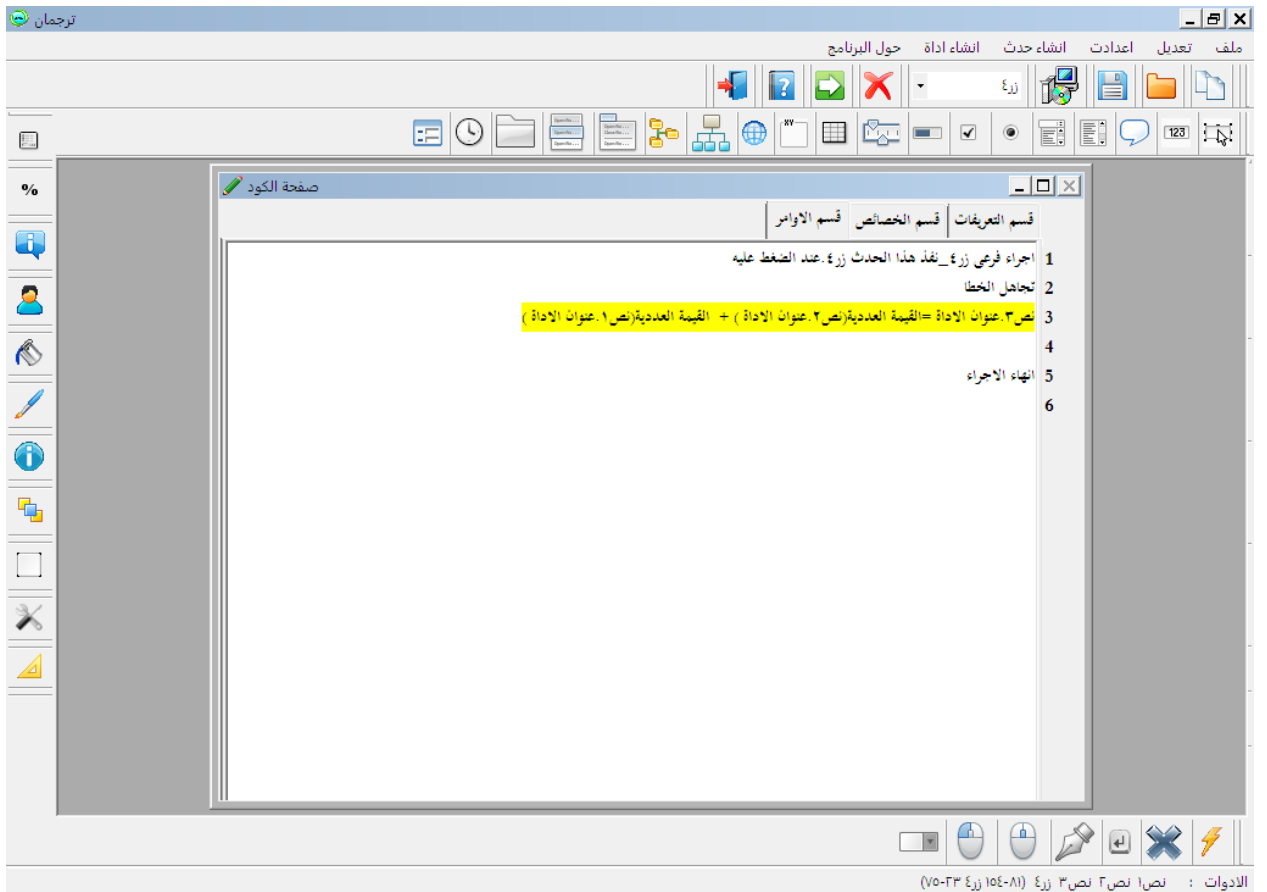 ترجمان
ملف تعديل اعدادت انشاء حدث انشاء اداة حول البرنامج
زر٤
XY 123
%
صفحة الكود
قسم التعريفات قسم الخصائص قسم الاوامر
1 اجراء فرعى زر٤_نفذ هذا الحدث زر٤.عند الضغط عليه
2 تجاهل الخطا
3 نص٣.عنوان الاداة =القيمة العددية(نص٢.عنوان الاداة ) + القيمة العددية(نص١.عنوان الاداة )
4
5 انهاء الاجراء
6
الادوات : نص١ نص٢ نص٣ زر٤ (٨١-١٥٤ زر٤ ٢٣-٧٥)